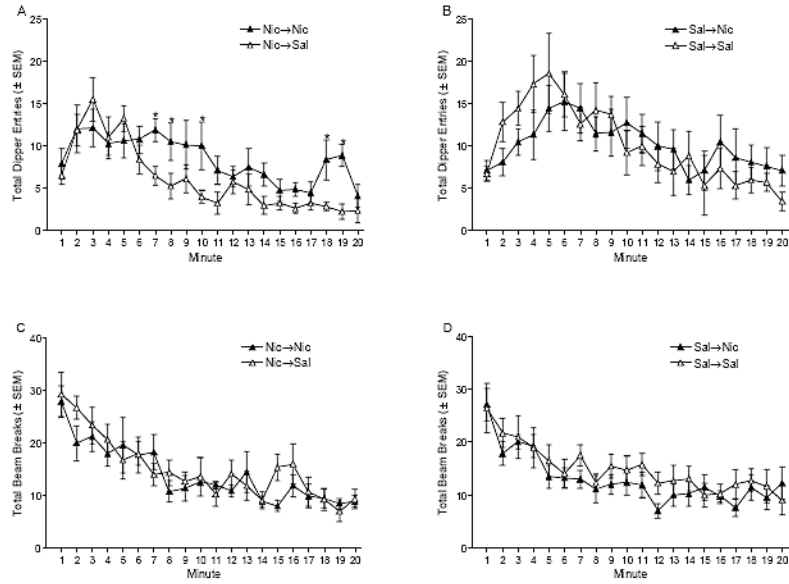 A
Nic→Nic
Nic→Sal
Total Dipper Entries (± SEM)
25
20
15
10
5
0
* * * * *
1 2 3 4 5 6 7 8 9 10 11 12 13 14 15 16 17 18 19 20
Minute
B
Sal→Nic
Sal→Sal
Total Dipper Entries (± SEM)
25
20
15
10
5
0
1 2 3 4 5 6 7 8 9 10 11 12 13 14 15 16 17 18 19 20
Minute
C
Nic→Nic
Nic→Sal
Total Beam Breaks (± SEM)
40
30
20
10
0
1 2 3 4 5 6 7 8 9 10 11 12 13 14 15 16 17 18 19 20
Minute
D
Sal→Nic
Sal→Sal
Total Beam Breaks (± SEM)
40
30
20
10
0
1 2 3 4 5 6 7 8 9 10 11 12 13 14 15 16 17 18 19 20
Minute